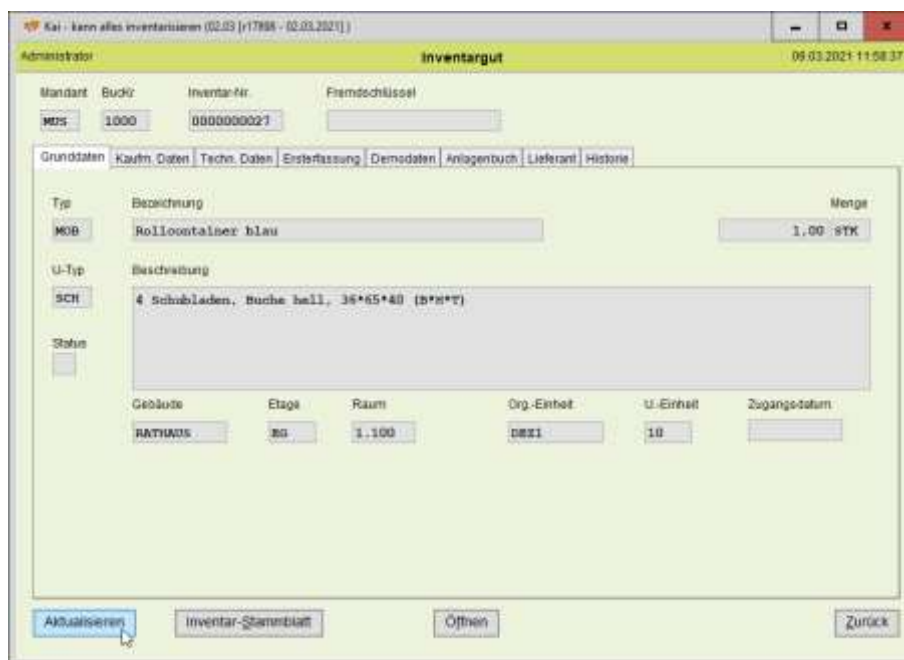 Kai - kann alles inventarisieren (02.03 [r17898 - 02.03.2021] )
Administrator Inventargut 09.03.2021 11:58:37
Mandant BucKr Inventar-Nr. Fremdschlüssel
MUS 1000 0000000027
Grunddaten Kaufm. Daten Techn. Daten Ersterfassung Demodaten Anlagenbuch Lieferant Historie
Typ Bezeichnung Menge
MOB Rollcontainer blau 1,00 STK
U-Typ Beschreibung
SCH 4 Schubladen, Buche hell, 36*65*40 (B*H*T)
Status
Gebäude Etage Raum Org.-Einheit U.-Einheit Zugangsdatum
RATHAUS EG 1.100 DEZ1 10
Aktualisieren Inventar-Stammblatt Öffnen Zurück